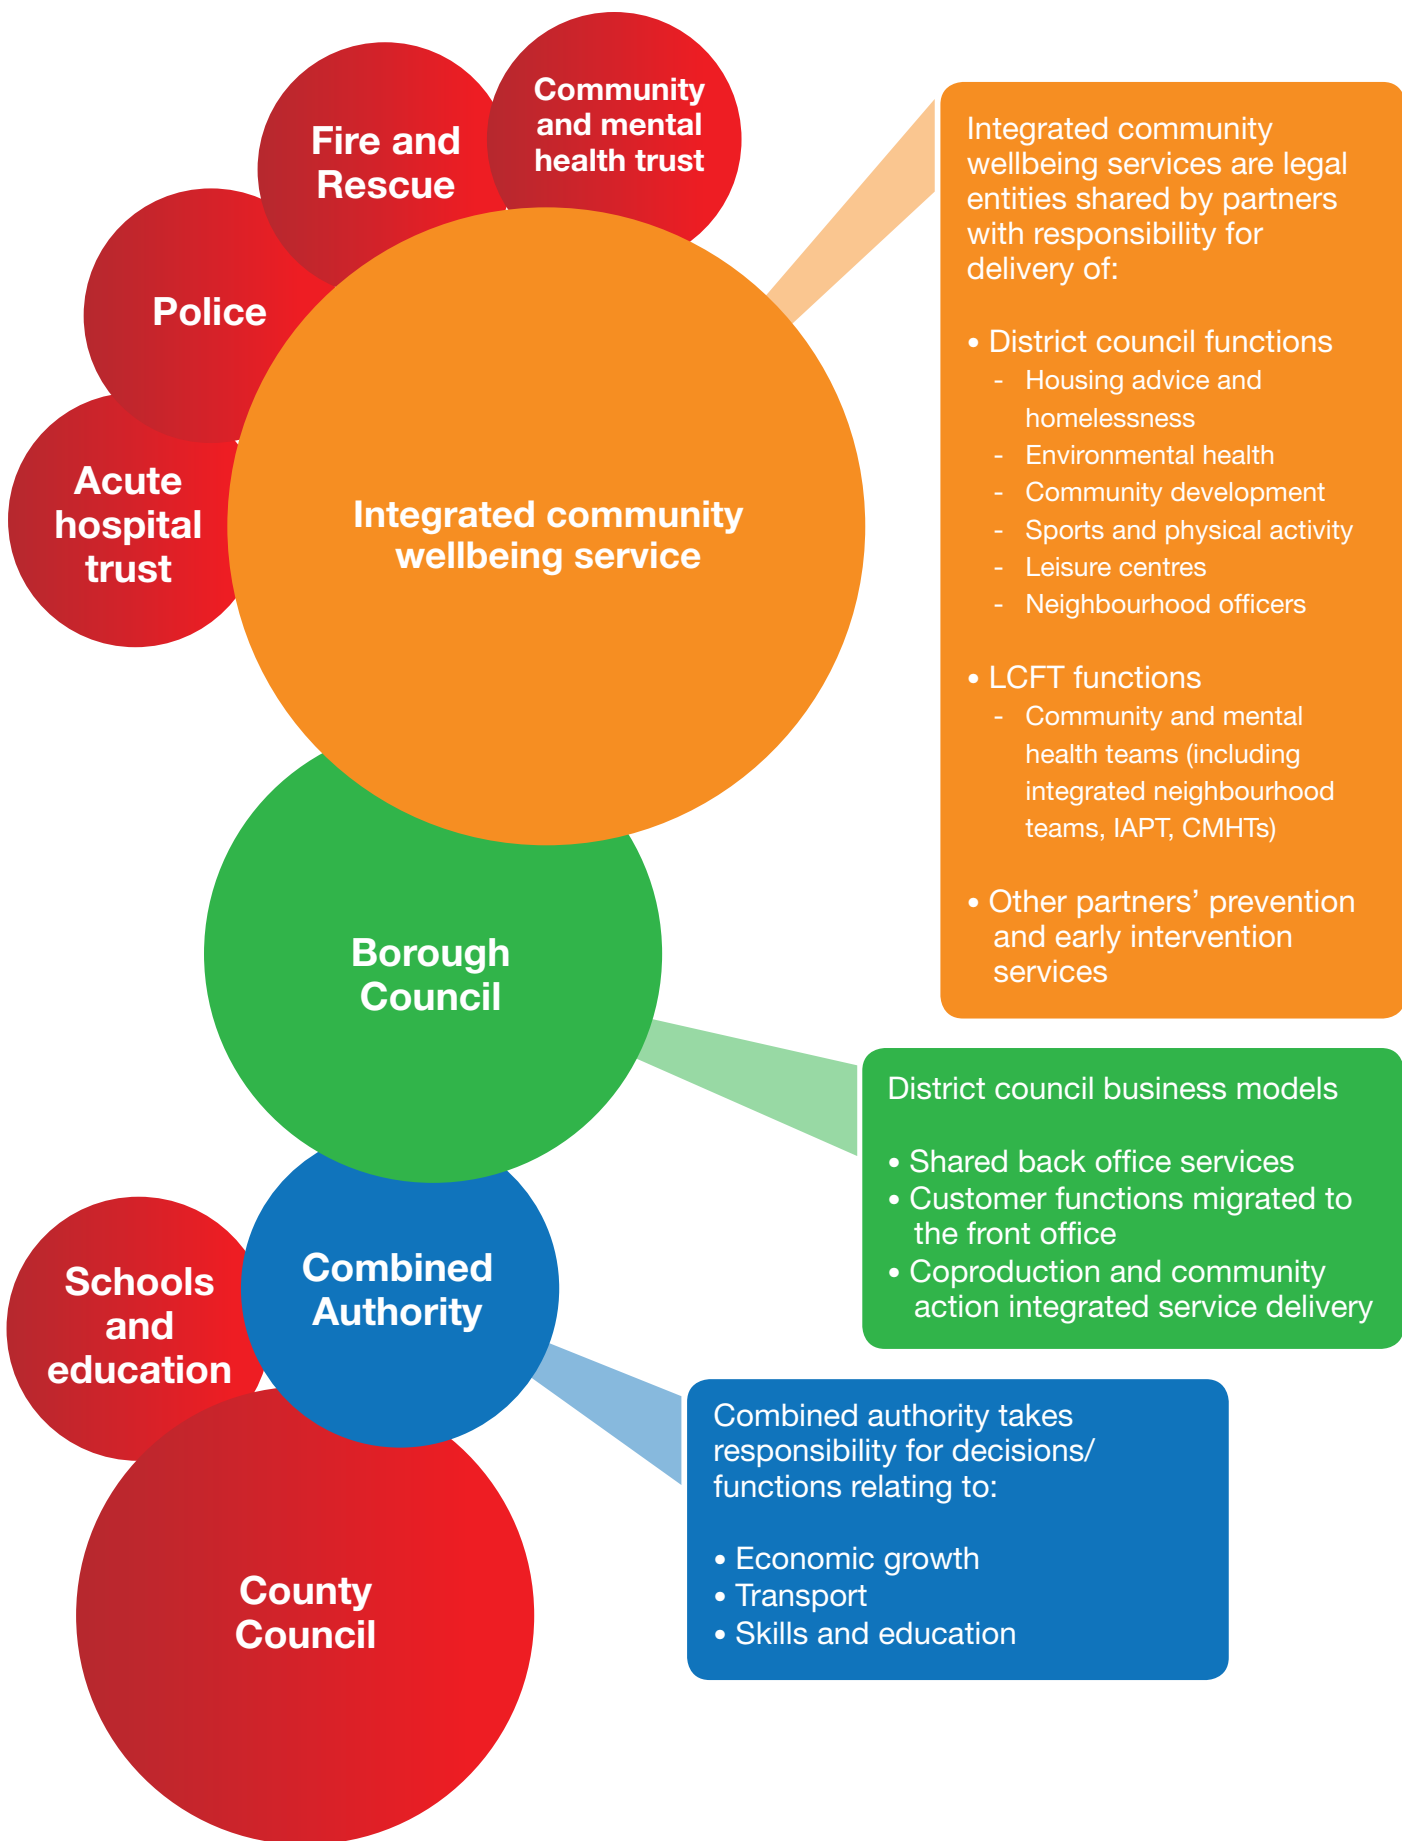 Community
and mental
health trust
Fire and
Rescue
Police
Acute
hospital
trust
Integrated community
wellbeing service
Integrated community
wellbeing services are legal
entities shared by partners
with responsibility for
delivery of:
• District council functions
- Housing advice and
homelessness
- Environmental health
- Community development
- Sports and physical activity
- Leisure centres
- Neighbourhood officers
• LCFT functions
- Community and mental
health teams (including
integrated neighbourhood
teams, IAPT, CMHTs)
• Other partners’ prevention
and early intervention
services
Borough
Council
District council business models
• Shared back office services
• Customer functions migrated to
the front office
• Coproduction and community
action integrated service delivery
Combined
Authority
Schools
and
education
Combined authority takes
responsibility for decisions/
functions relating to:
• Economic growth
• Transport
• Skills and education
County
Council